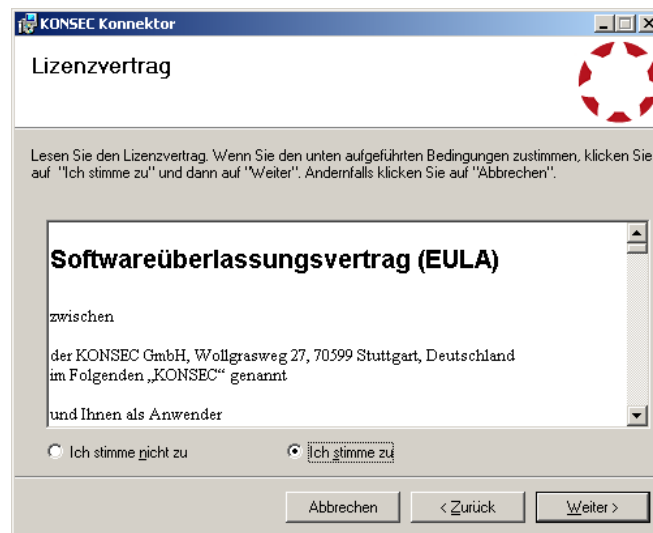 KONSEC Konnektor
Lizenzvertrag
Lesen Sie den Lizenzvertrag. Wenn Sie den unten aufgeführten Bedingungen zustimmen, klicken Sie
auf "Ich stimme zu" und dann auf "Weiter". Andernfalls klicken Sie auf "Abbrechen".
Softwareüberlassungsvertrag (EULA)
zwischen
der KONSEC GmbH, Wollgrasweg 27, 70599 Stuttgart, Deutschland
im Folgenden „KONSEC“ genannt
und Ihnen als Anwender
Ich stimme nicht zu Ich stimme zu
Abbrechen < Zurück Weiter >